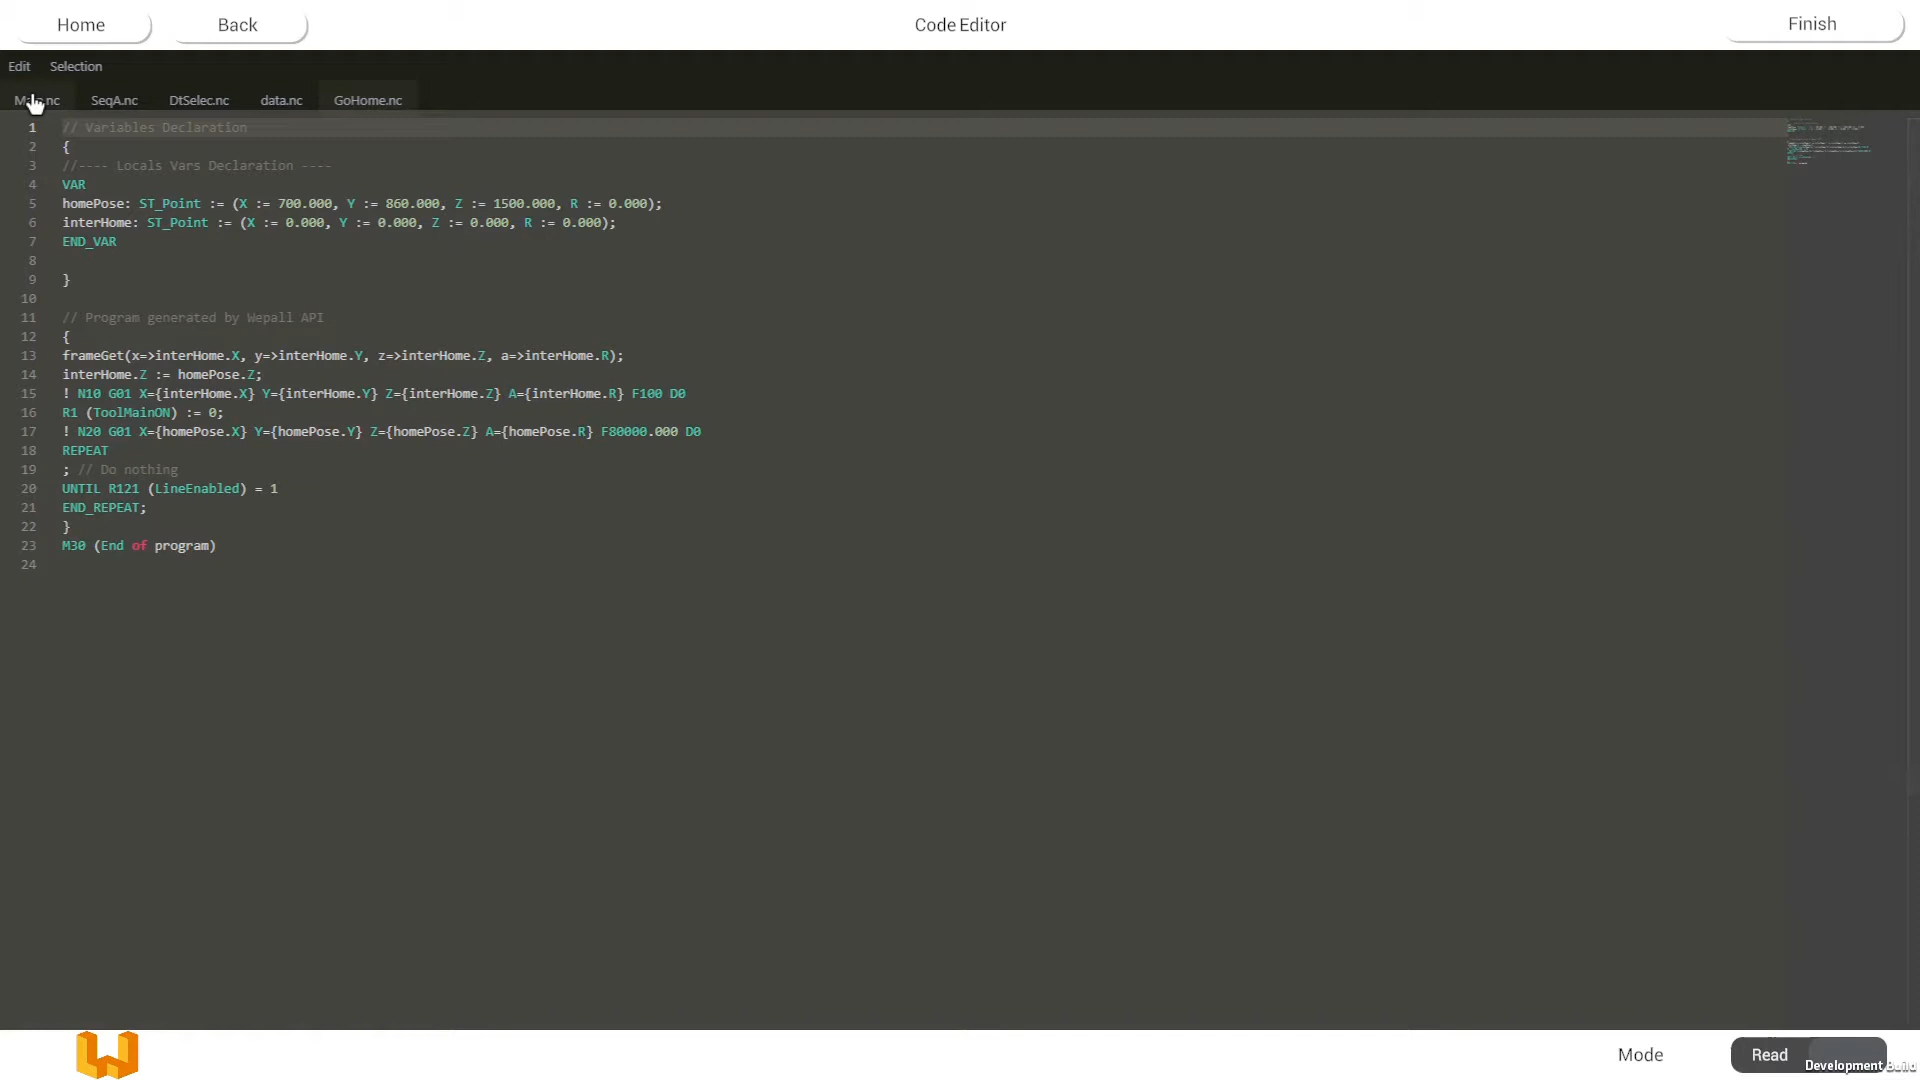 Home Back Code Editor Finish
Edit Selection
SeqA.nc DtSelec.nc data.nc GoHome.nc
1 // Variables Declaration
2 {
3 //---- Locals Vars Declaration ----
4 VAR
5 homePose: ST_Point := (X := 700.000, Y := 860.000, Z := 1500.000, R := 0.000);
6 interHome: ST_Point := (X := 0.000, Y := 0.000, Z := 0.000, R := 0.000);
7 END_VAR
8
9 }
10
11 // Program generated by Wepall API
12 {
13 frameGet(x=>interHome.X, y=>interHome.Y, z=>interHome.Z, a=>interHome.R);
14 interHome.Z := homePose.Z;
15 ! N10 G01 X={interHome.X} Y={interHome.Y} Z={interHome.Z} A={interHome.R} F100 D0
16 R1 (ToolMainON) := 0;
17 ! N20 G01 X={homePose.X} Y={homePose.Y} Z={homePose.Z} A={homePose.R} F80000.000 D0
18 REPEAT
19 ; // Do nothing
20 UNTIL R121 (LineEnabled) = 1
21 END_REPEAT;
22 }
23 M30 (End of program)
24
Mode Read
Development Build